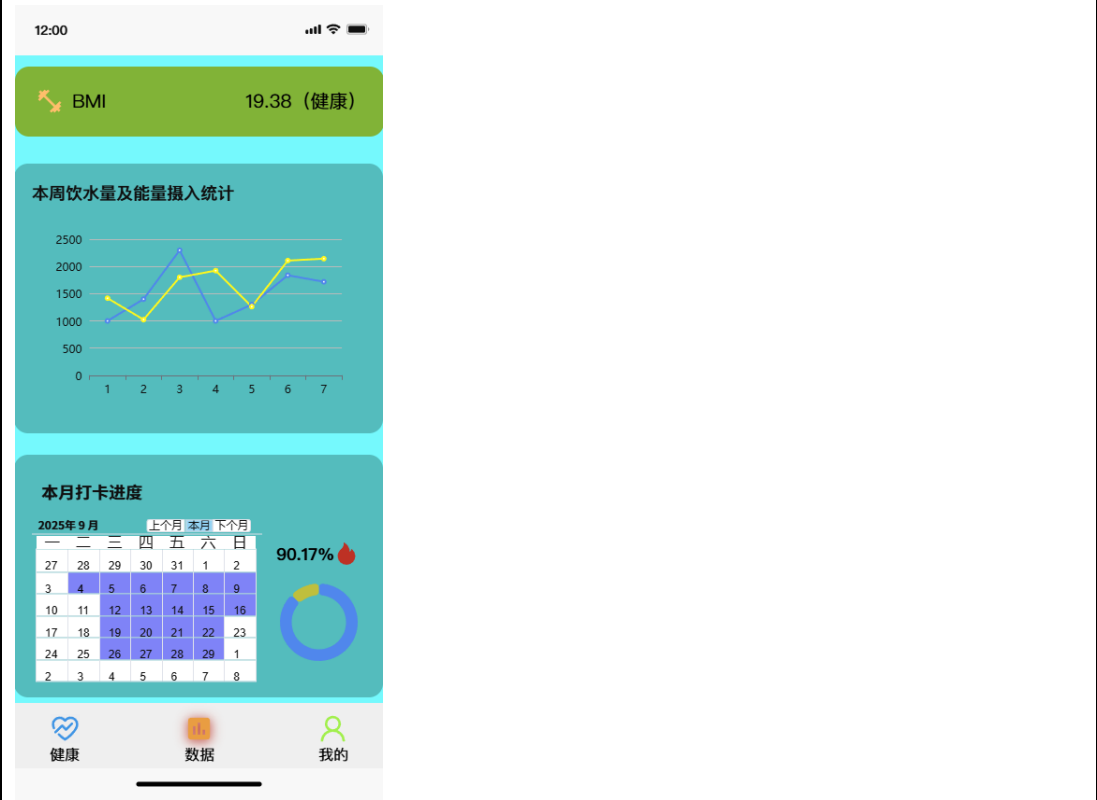 12:00
BMI 19.38（健康）
本周饮水量及能量摄入统计
2500
2000
1500
1000
500
0
1 2 3 4 5 6 7
本月打卡进度
2025年 9 月 上个月 本月 下个月
一 二 三 四 五 六 日
27 28 29 30 31 1 2
3 4 5 6 7 8 9
10 11 12 13 14 15 16
17 18 19 20 21 22 23
24 25 26 27 28 29 1
2 3 4 5 6 7 8
90.17%
健康 数据 我的